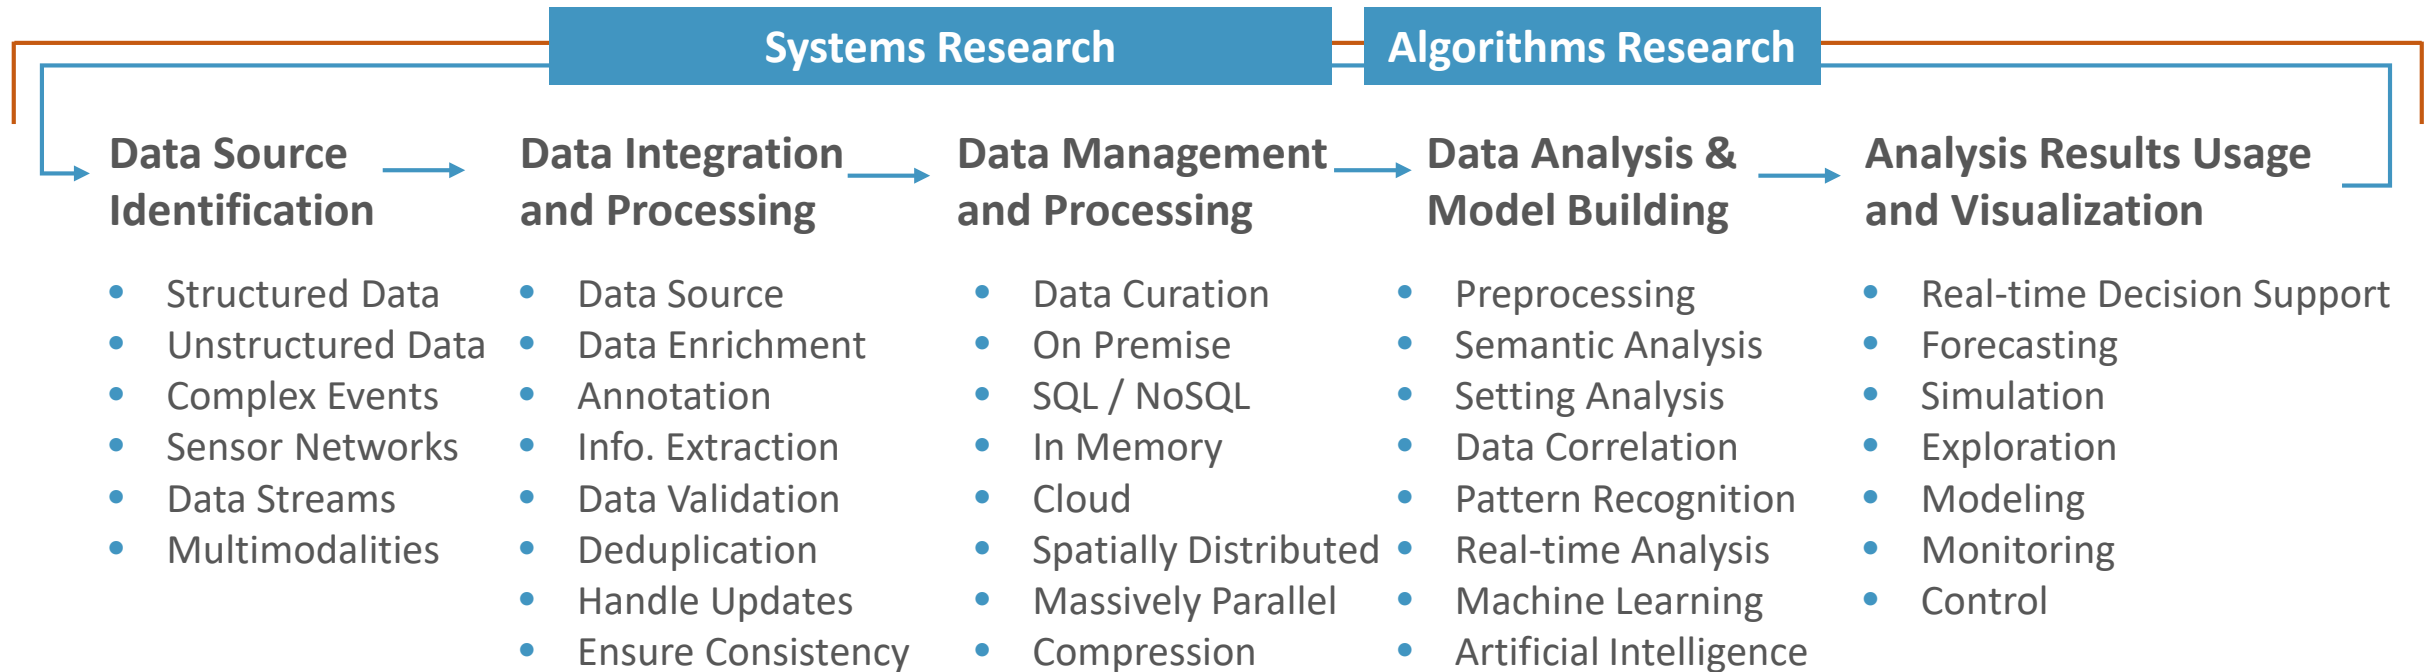 Systems Research
Algorithms Research
Data Source
Identification
• Structured Data
• Unstructured Data
• Complex Events
• Sensor Networks
• Data Streams
• Multimodalities
Data Integration
and Processing
• Data Source
• Data Enrichment
• Annotation
• Info. Extraction
• Data Validation
• Deduplication
• Handle Updates
• Ensure Consistency
Data Management
and Processing
• Data Curation
• On Premise
• SQL / NoSQL
• In Memory
• Cloud
• Spatially Distributed
• Massively Parallel
• Compression
Data Analysis &
Model Building
• Preprocessing
• Semantic Analysis
• Setting Analysis
• Data Correlation
• Pattern Recognition
• Real-time Analysis
• Machine Learning
• Artificial Intelligence
Analysis Results Usage
and Visualization
• Real-time Decision Support
• Forecasting
• Simulation
• Exploration
• Modeling
• Monitoring
• Control